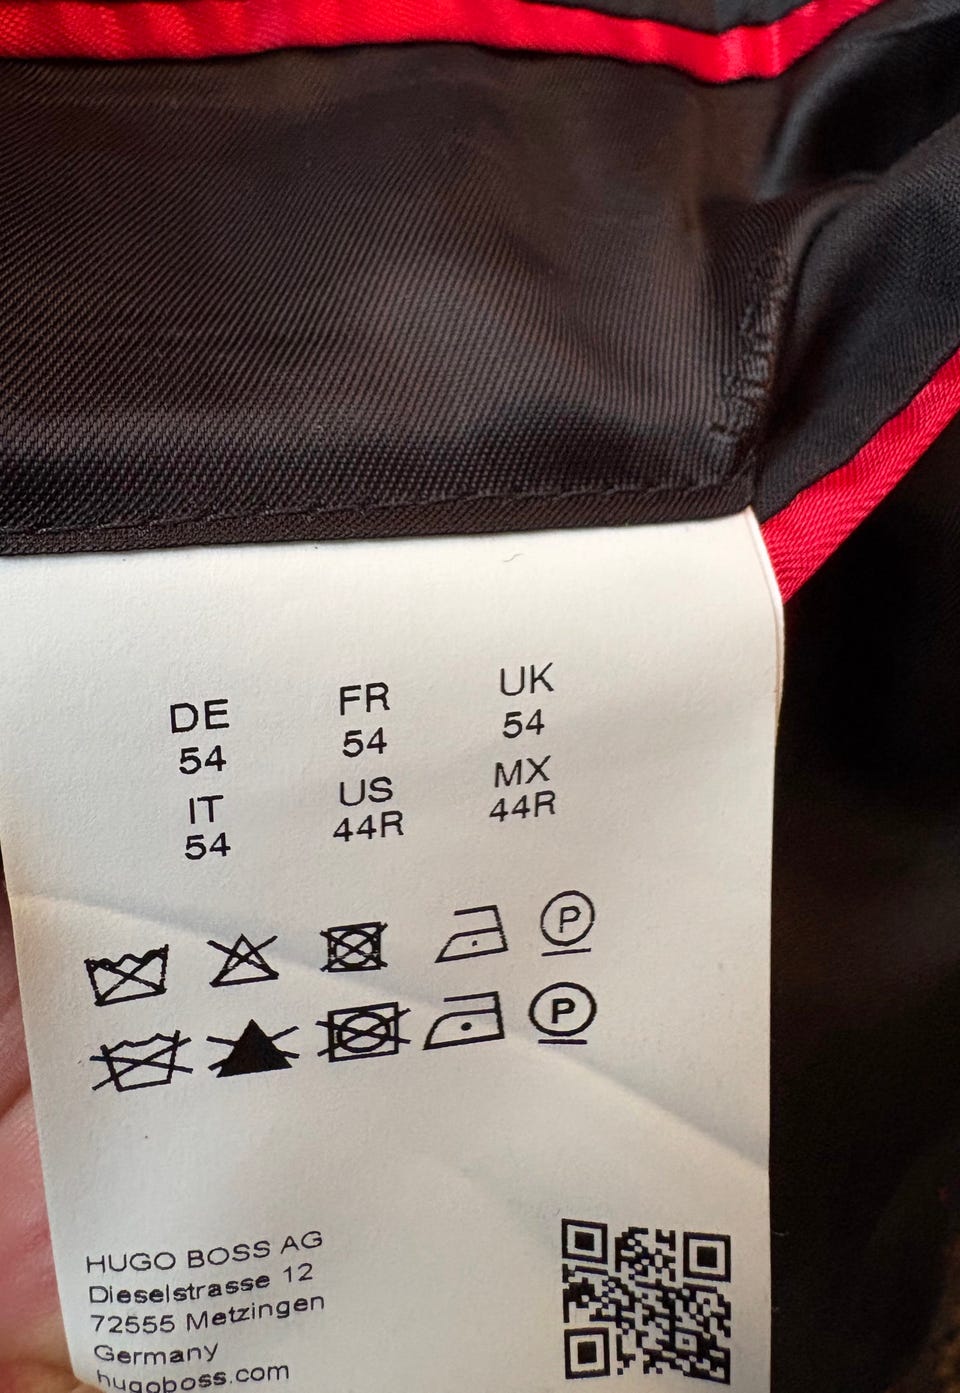 DE FR UK
54 54 54
IT US MX
54 44R 44R
P
P
HUGO BOSS AG
Dieselstrasse 12
72555 Metzingen
Germany
hugoboss.com